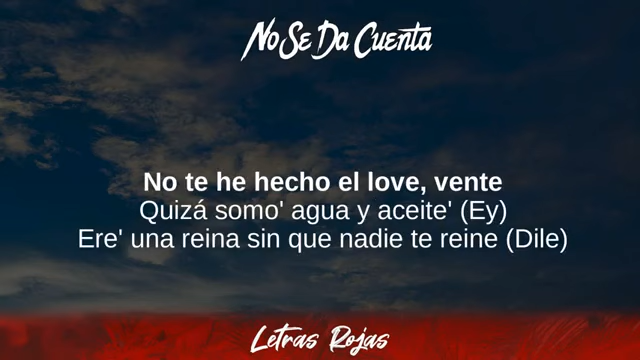 No Se Da Cuenta
No te he hecho el love, vente
Quizá somo' agua y aceite' (Ey)
Ere' una reina sin que nadie te reine (Dile)
Letras Rojas